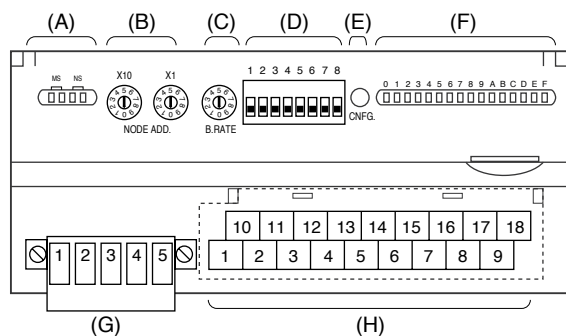 (A) (B) (C) (D) (E) (F)
MS NS X10 X1 1 2 3 4 5 6 7 8 0 1 2 3 4 5 6 7 8 9 A B C D E F
NODE ADD. B.RATE CNFG.
10 11 12 13 14 15 16 17 18
1 2 3 4 5 1 2 3 4 5 6 7 8 9
(G) (H)